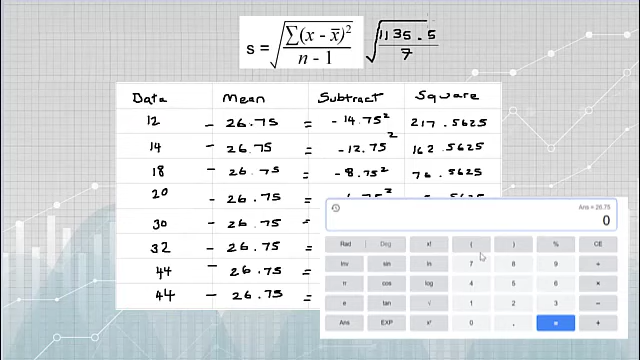 s = √ ∑(x - x̄)² / n - 1 √ 1135.5 / 7
Data Mean Subtract Square
12 - 26.75 = -14.75² 217.5625
14 - 26.75 = -12.75² 162.5625
18 - 26.75 = -8.75² 76.5625
20 - 26.75 =
30 - 26.75 =
32 - 26.75 =
44 - 26.75 =
44 - 26.75 =
Ans = 26.75
0
Rad Deg x! ( ) % CE
Inv sin ln 7 8 9 ÷
π cos log 4 5 6 ×
e tan √ 1 2 3 −
Ans EXP xʸ 0 . = +